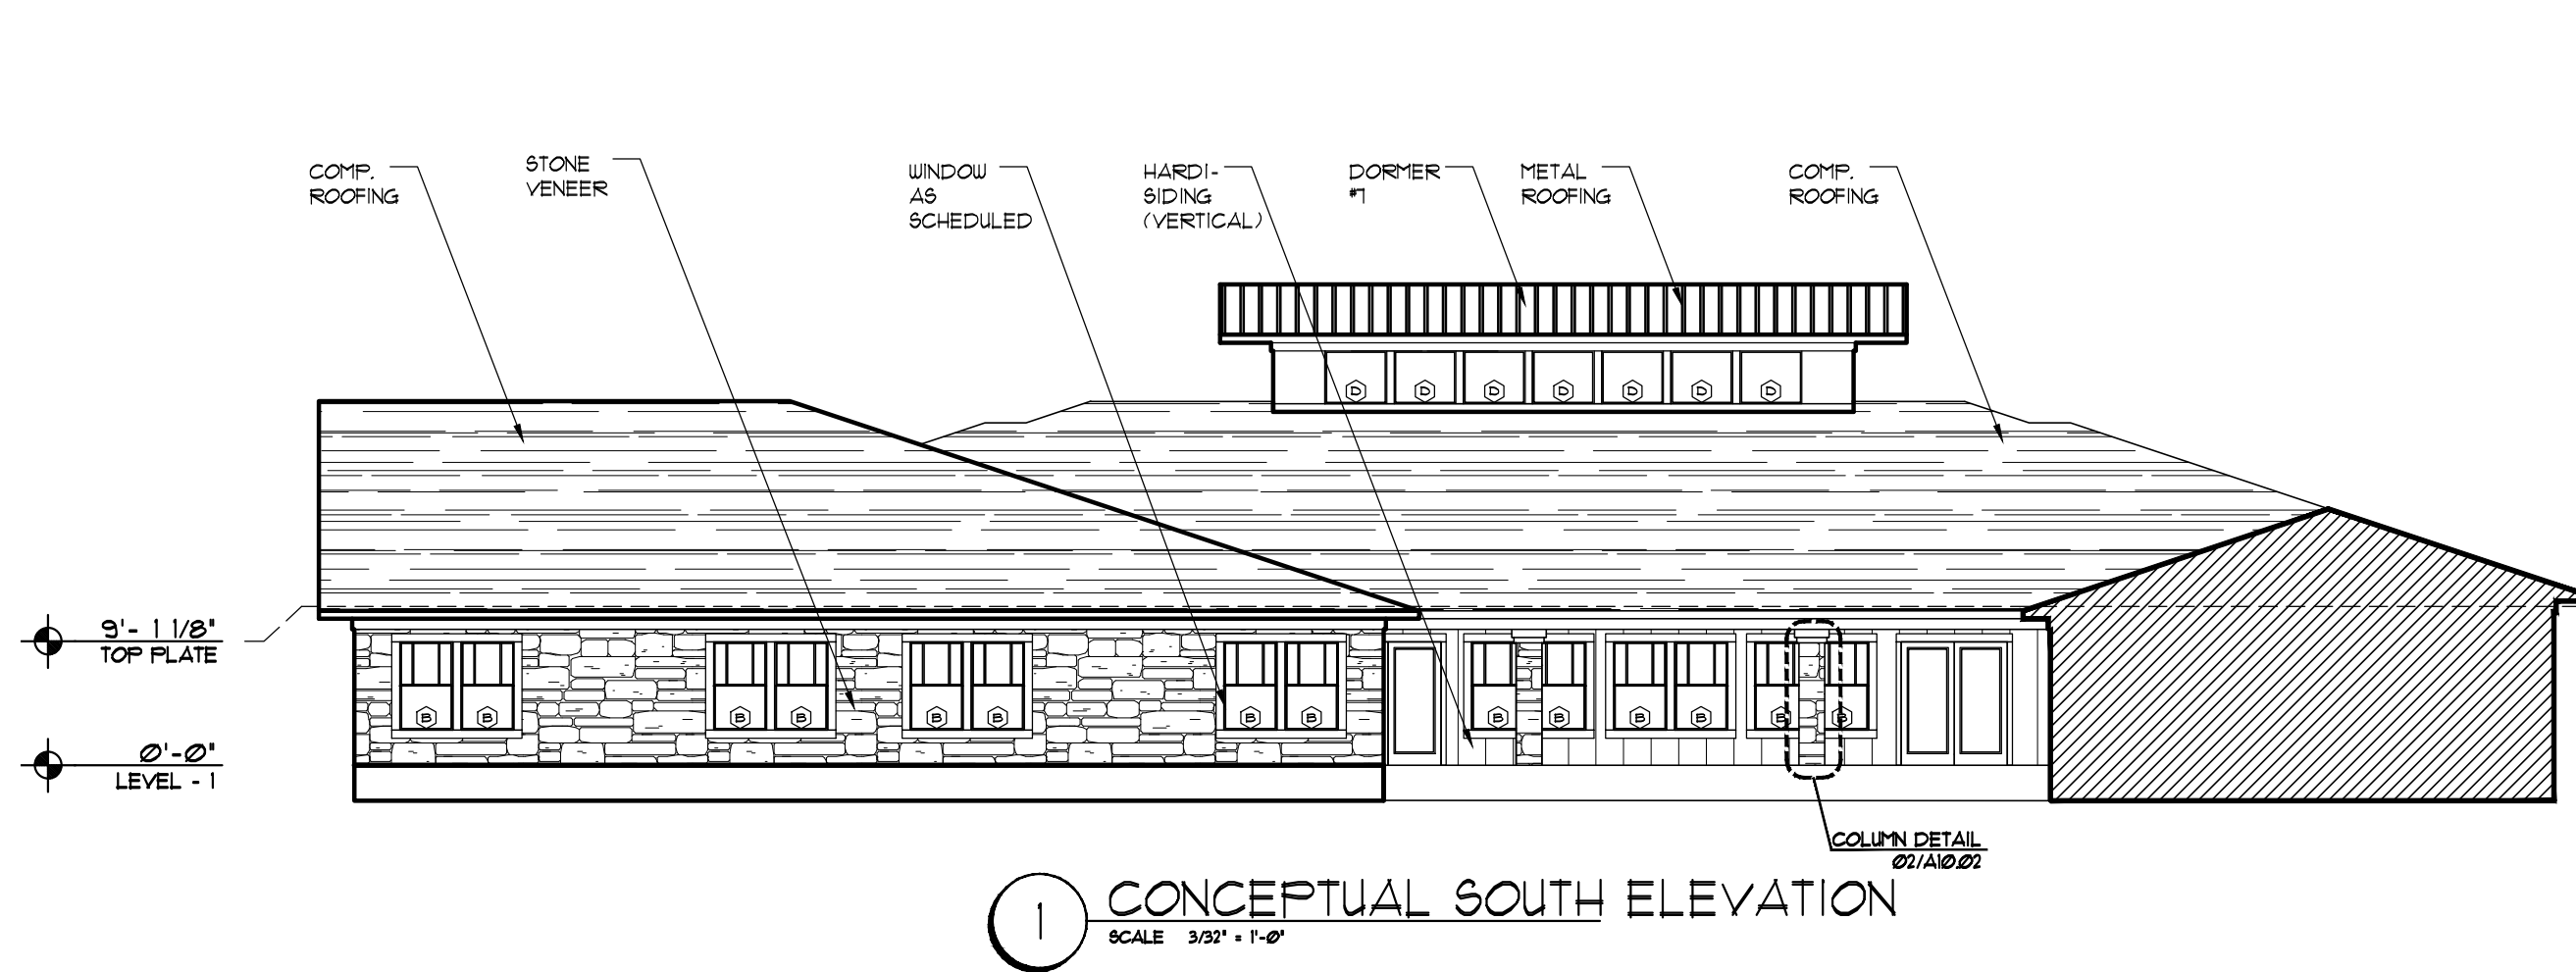 COMP.
ROOFING
STONE
VENEER
WINDOW
AS
SCHEDULED
HARDI-
SIDING
(VERTICAL)
DORMER
#1
METAL
ROOFING
COMP.
ROOFING
D D D D D D D
9'- 1 1/8"
TOP PLATE
0'-0"
LEVEL - 1
B B B B B B B B B B B B B B
COLUMN DETAIL
02/A10.02
1
CONCEPTUAL SOUTH ELEVATION
SCALE 3/32" = 1'-0"